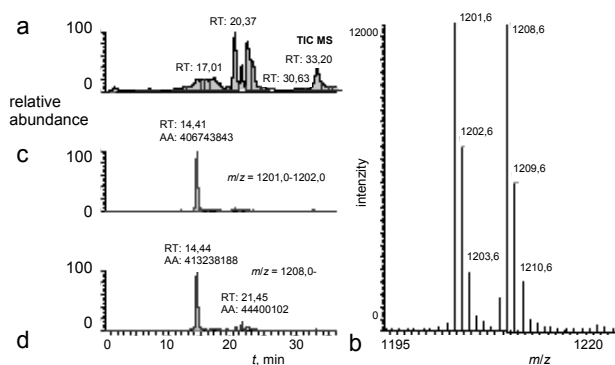 a
100
0
RT: 20,37
TIC MS
RT: 17,01
RT: 33,20
RT: 30,63
relative
abundance
c
100
0
RT: 14,41
AA: 406743843
m/z = 1201,0-1202,0
d
100
0
RT: 14,44
AA: 413238188
m/z = 1208,0-
RT: 21,45
AA: 44400102
0 10 20 30
t, min
b
12000
0
intenzity
1201,6
1208,6
1202,6
1209,6
1203,6
1210,6
1195 1220
m/z